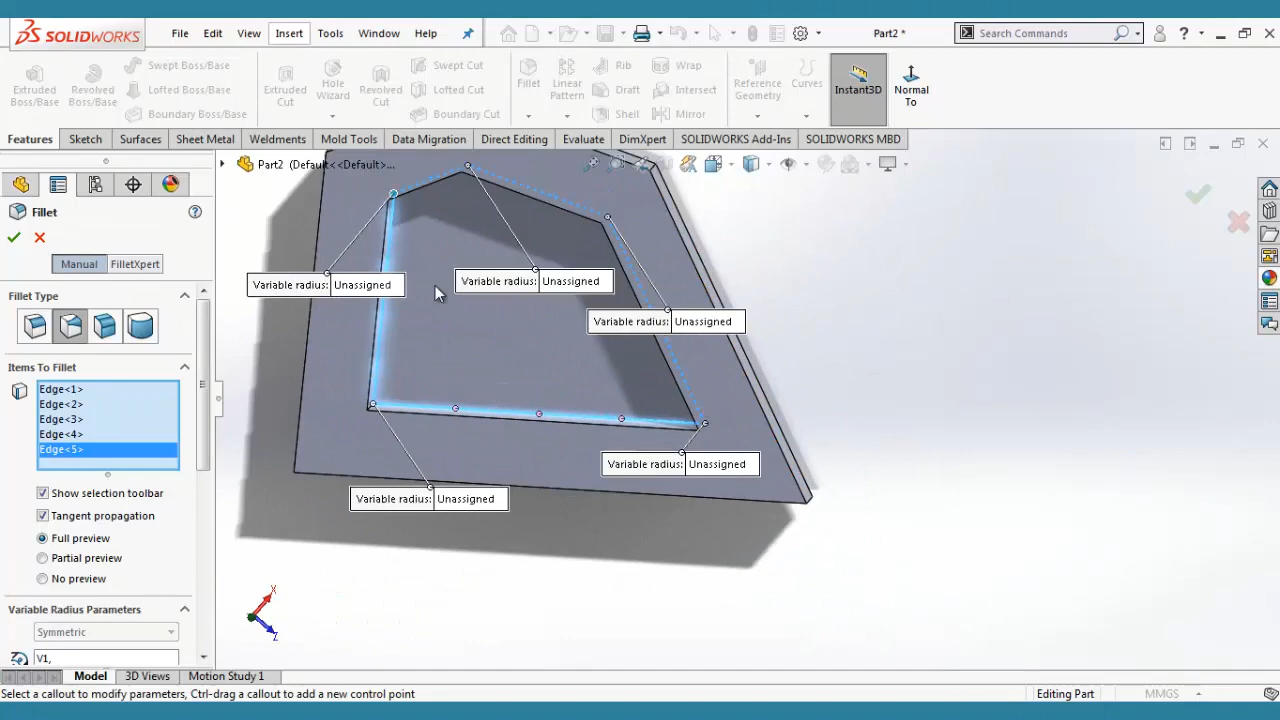 SOLIDWORKS
File Edit View Insert Tools Window Help
Part2 *
Search Commands
?
Extruded Boss/Base
Revolved Boss/Base
Swept Boss/Base
Lofted Boss/Base
Boundary Boss/Base
Extruded Cut
Hole Wizard
Revolved Cut
Swept Cut
Lofted Cut
Boundary Cut
Fillet
Linear Pattern
Rib
Draft
Shell
Wrap
Intersect
Mirror
Reference Geometry
Curves
Instant3D
Normal To
Features Sketch Surfaces Sheet Metal Weldments Mold Tools Data Migration Direct Editing Evaluate DimXpert SOLIDWORKS Add-Ins SOLIDWORKS MBD
Part2 (Default<<Default>...
Fillet
?
Manual FilletXpert
Fillet Type
Items To Fillet
Edge<1>
Edge<2>
Edge<3>
Edge<4>
Edge<5>
Show selection toolbar
Tangent propagation
Full preview
Partial preview
No preview
Variable Radius Parameters
Symmetric
V1,
Variable radius: Unassigned
Variable radius: Unassigned
Variable radius: Unassigned
Variable radius: Unassigned
Variable radius: Unassigned
X
Z
Model 3D Views Motion Study 1
Select a callout to modify parameters, Ctrl-drag a callout to add a new control point
Editing Part
MMGS